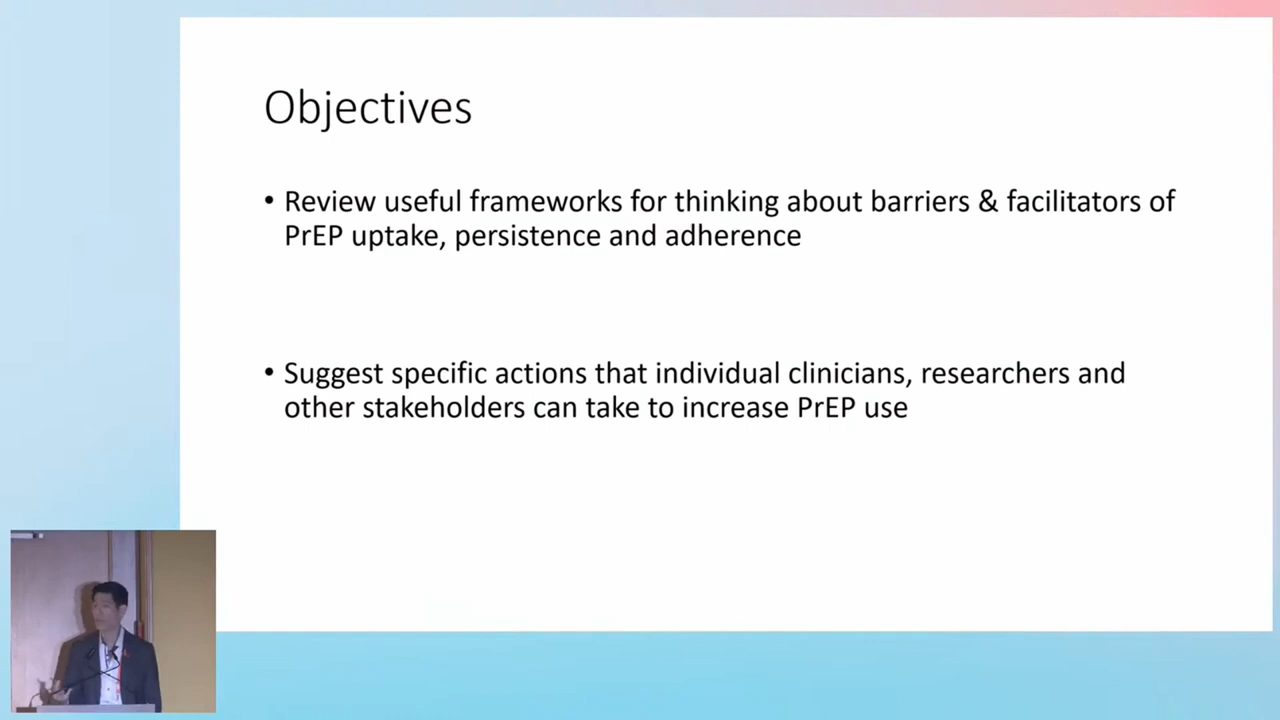 Objectives
• Review useful frameworks for thinking about barriers & facilitators of
PrEP uptake, persistence and adherence
• Suggest specific actions that individual clinicians, researchers and
other stakeholders can take to increase PrEP use